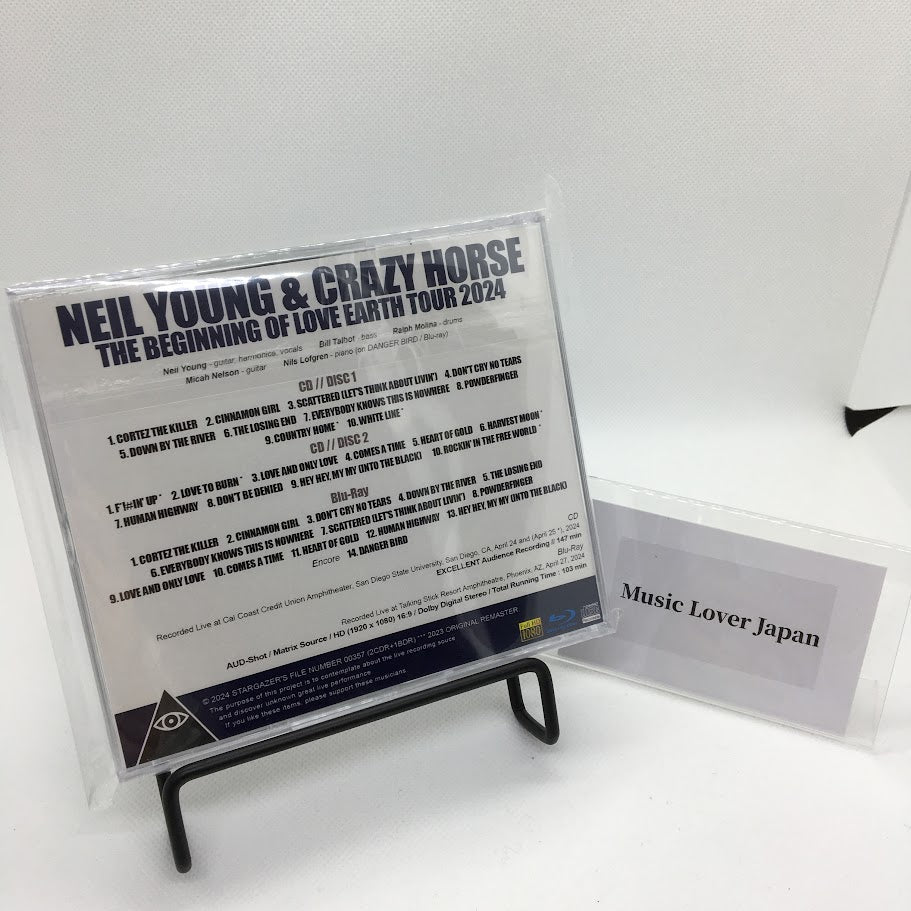 NEIL YOUNG & CRAZY HORSE
THE BEGINNING OF LOVE EARTH TOUR 2024
Neil Young - guitar, harmonica, vocals Bill Talbot - bass Ralph Molina - drums
Micah Nelson - guitar Nils Lofgren - piano (on DANGER BIRD / Blu-ray)
CD // DISC 1
1. CORTEZ THE KILLER 2. CINNAMON GIRL 3. SCATTERED (LET'S THINK ABOUT LIVIN') 4. DON'T CRY NO TEARS
5. DOWN BY THE RIVER 6. THE LOSING END 7. EVERYBODY KNOWS THIS IS NOWHERE 8. POWDERFINGER
9. COUNTRY HOME * 10. WHITE LINE *
CD // DISC 2
1. F*!#IN' UP * 2. LOVE TO BURN * 3. LOVE AND ONLY LOVE 4. COMES A TIME 5. HEART OF GOLD 6. HARVEST MOON *
7. HUMAN HIGHWAY 8. DON'T BE DENIED 9. HEY HEY, MY MY (INTO THE BLACK) 10. ROCKIN' IN THE FREE WORLD *
Blu-Ray
1. CORTEZ THE KILLER 2. CINNAMON GIRL 3. DON'T CRY NO TEARS 4. DOWN BY THE RIVER 5. THE LOSING END
6. EVERYBODY KNOWS THIS IS NOWHERE 7. SCATTERED (LET'S THINK ABOUT LIVIN') 8. POWDERFINGER
9. LOVE AND ONLY LOVE 10. COMES A TIME 11. HEART OF GOLD 12. HUMAN HIGHWAY 13. HEY HEY, MY MY (INTO THE BLACK)
Encore 14. DANGER BIRD
CD
Recorded Live at Cal Coast Credit Union Amphitheater, San Diego State University, San Diego, CA, April 24 and (April 25 *), 2024
EXCELLENT Audience Recording // 147 min
Blu-Ray
Recorded Live at Talking Stick Resort Amphitheatre, Phoenix, AZ, April 27, 2024
AUD-Shot / Matrix Source / HD (1920 x 1080) 16:9 / Dolby Digital Stereo / Total Running Time - 103 min
© 2024 STARGAZER'S FILE NUMBER 00357 (2CDR+1BDR) *** 2023 ORIGINAL REMASTER
The purpose of this project is to contemplate about the live recording souce
and discover unknown great live performance
If you like these items, please support these musicians
Full HD
1080
Music Lover Japan